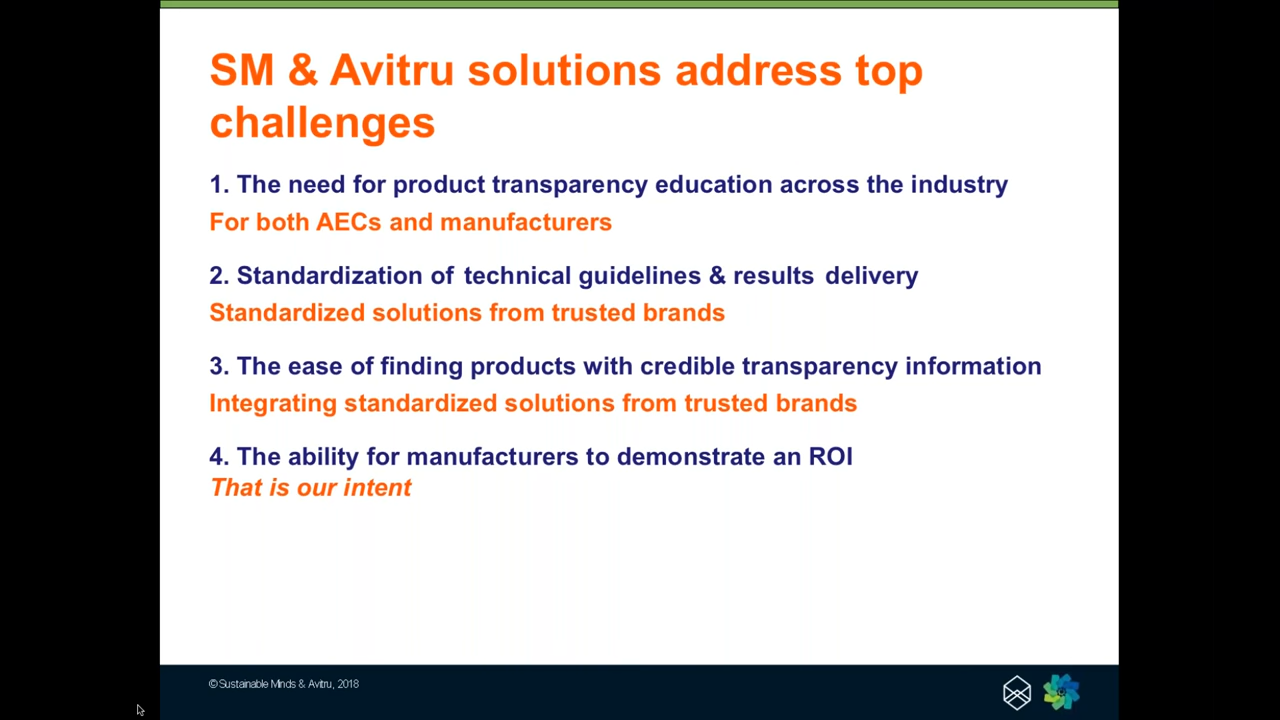 SM & Avitru solutions address top
challenges
1. The need for product transparency education across the industry
For both AECs and manufacturers
2. Standardization of technical guidelines & results delivery
Standardized solutions from trusted brands
3. The ease of finding products with credible transparency information
Integrating standardized solutions from trusted brands
4. The ability for manufacturers to demonstrate an ROI
That is our intent
© Sustainable Minds & Avitru, 2018